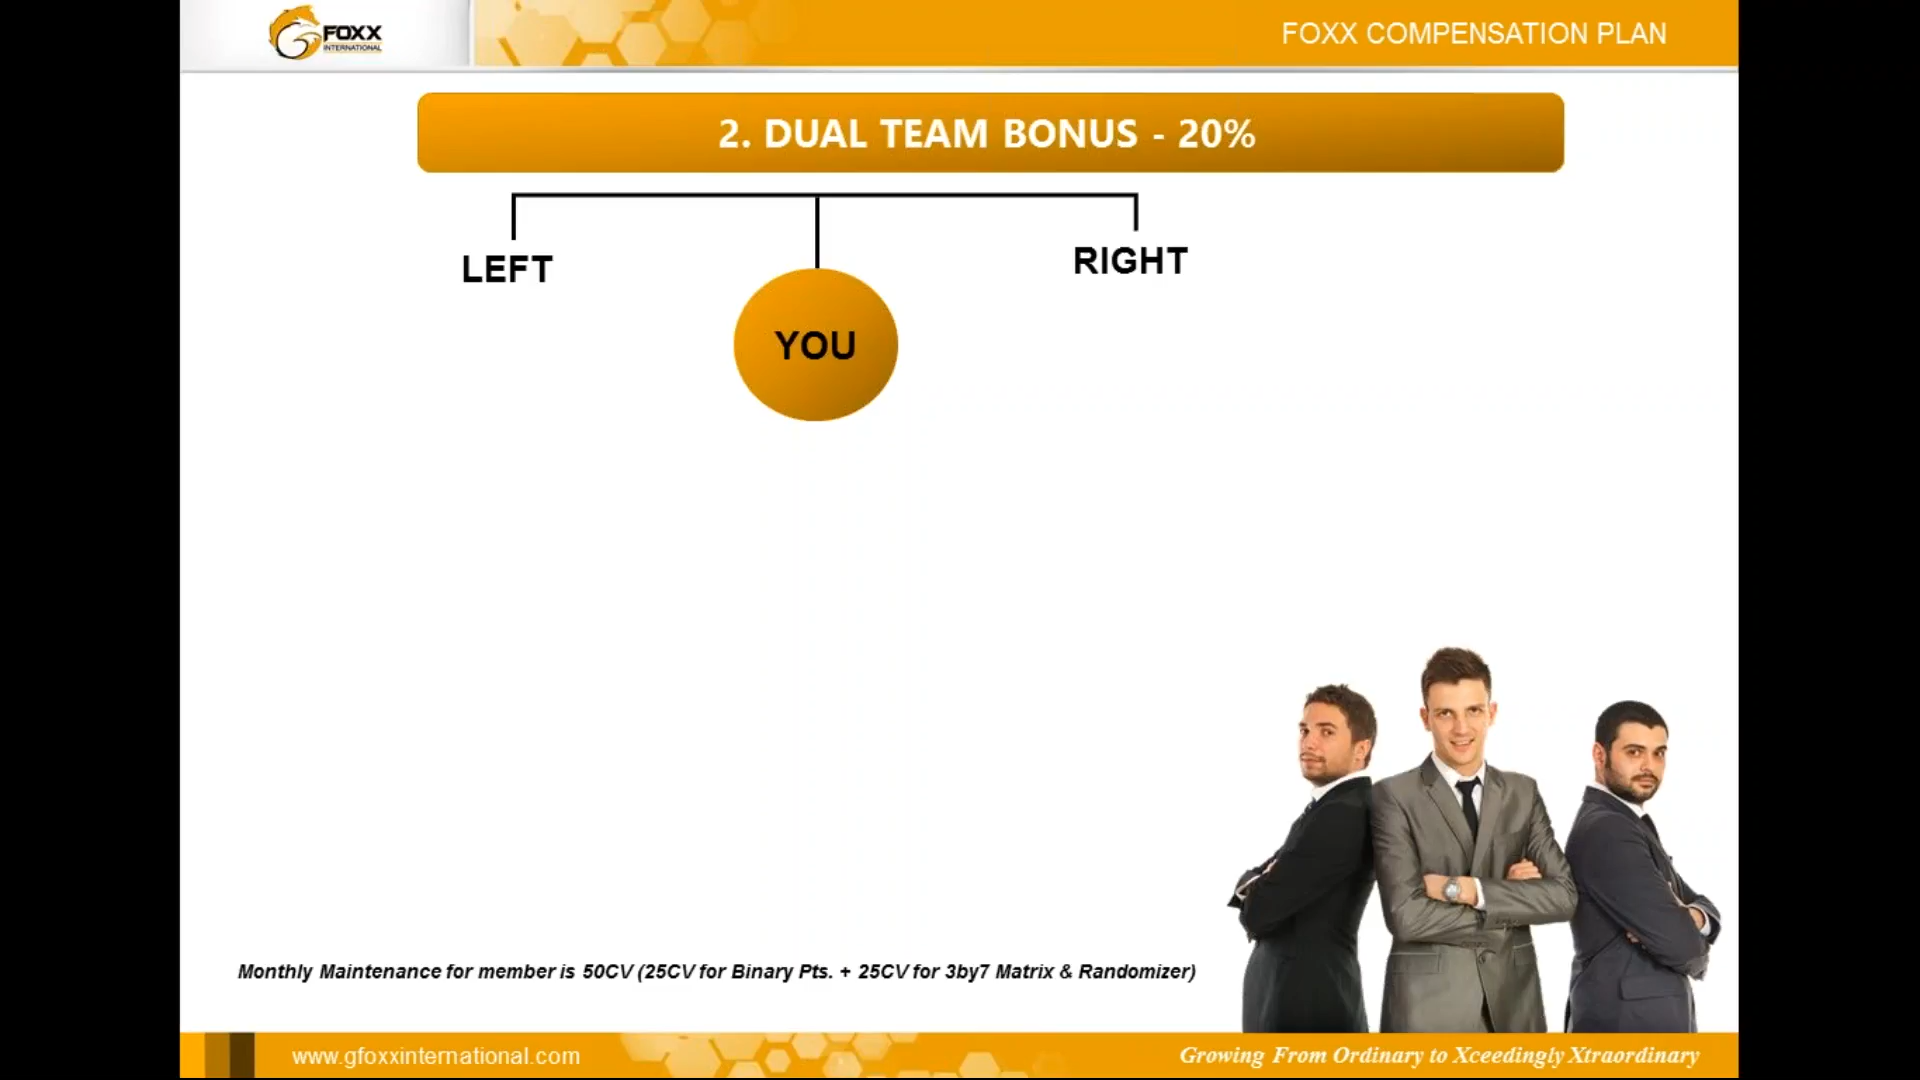 FOXX
INTERNATIONAL
FOXX COMPENSATION PLAN
2. DUAL TEAM BONUS - 20%
LEFT
RIGHT
YOU
Monthly Maintenance for member is 50CV (25CV for Binary Pts. + 25CV for 3by7 Matrix & Randomizer)
www.gfoxxinternational.com
Growing From Ordinary to Xceedingly Xtraordinary